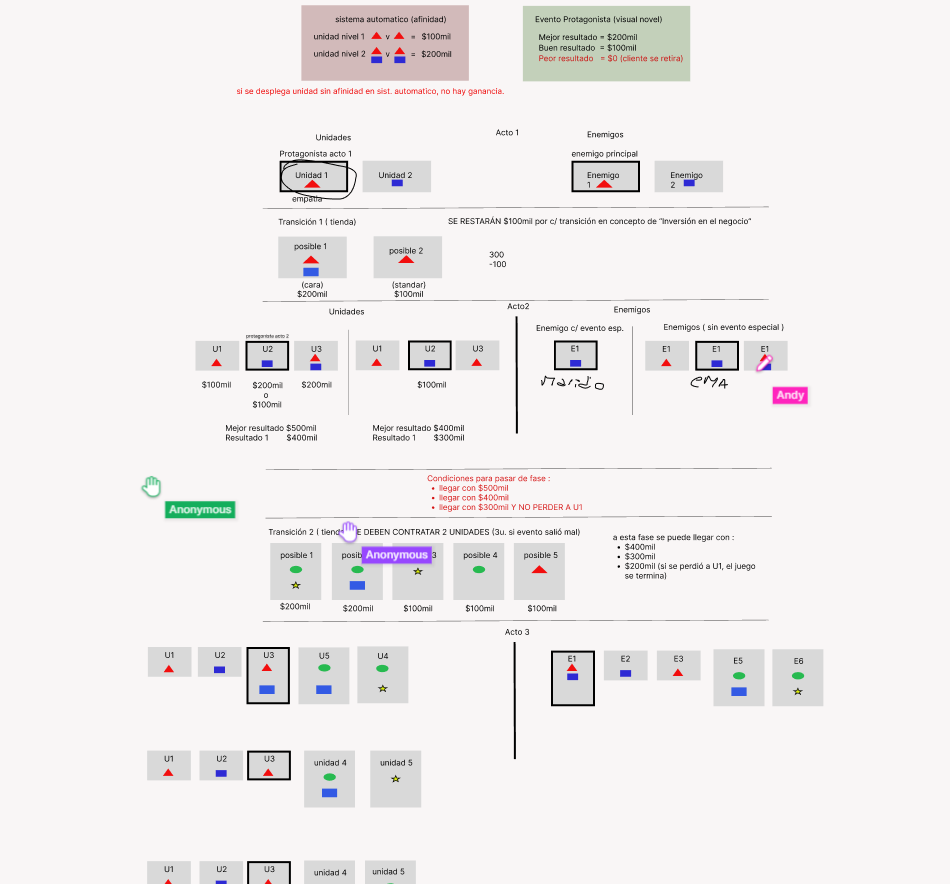 sistema automatico (afinidad)
unidad nivel 1 v = $100mil
unidad nivel 2 v = $200mil
Evento Protagonista (visual novel)
Mejor resultado = $200mil
Buen resultado = $100mil
Peor resultado = $0 (cliente se retira)
si se desplega unidad sin afinidad en sist. automatico, no hay ganancia.
Acto 1
Unidades
Enemigos
Protagonista acto 1
enemigo principal
Unidad 1
Unidad 2
Enemigo
1
Enemigo
2
empatia
Transición 1 ( tienda)
SE RESTARÁN $100mil por c/ transición en concepto de “Inversión en el negocio”
posible 1
posible 2
300
-100
(cara)
$200mil
(standar)
$100mil
Acto2
Unidades
Enemigos
protagoniste acto 2
Enemigo c/ evento esp.
Enemigos ( sin evento especial )
U1
U2
U3
U1
U2
U3
E1
E1
E1
E1
$100mil
$200mil
o
$100mil
$200mil
$100mil
Marido
CMA
Andy
Mejor resultado $500mil
Resultado 1 $400mil
Mejor resultado $400mil
Resultado 1 $300mil
Condiciones para pasar de fase :
• llegar con $500mil
• llegar con $400mil
• llegar con $300mil Y NO PERDER A U1
Anonymous
Transición 2 ( tiend E DEBEN CONTRATAR 2 UNIDADES (3u. si evento salió mal)
Anonymous
posible 1
posib
3
posible 4
posible 5
$200mil
$200mil
$100mil
$100mil
$100mil
a esta fase se puede llegar con :
• $400mil
• $300mil
• $200mil (si se perdió a U1, el juego
se termina)
Acto 3
U1
U2
U3
U5
U4
E1
E2
E3
E5
E6
U1
U2
U3
unidad 4
unidad 5
U1
U2
U3
unidad 4
unidad 5